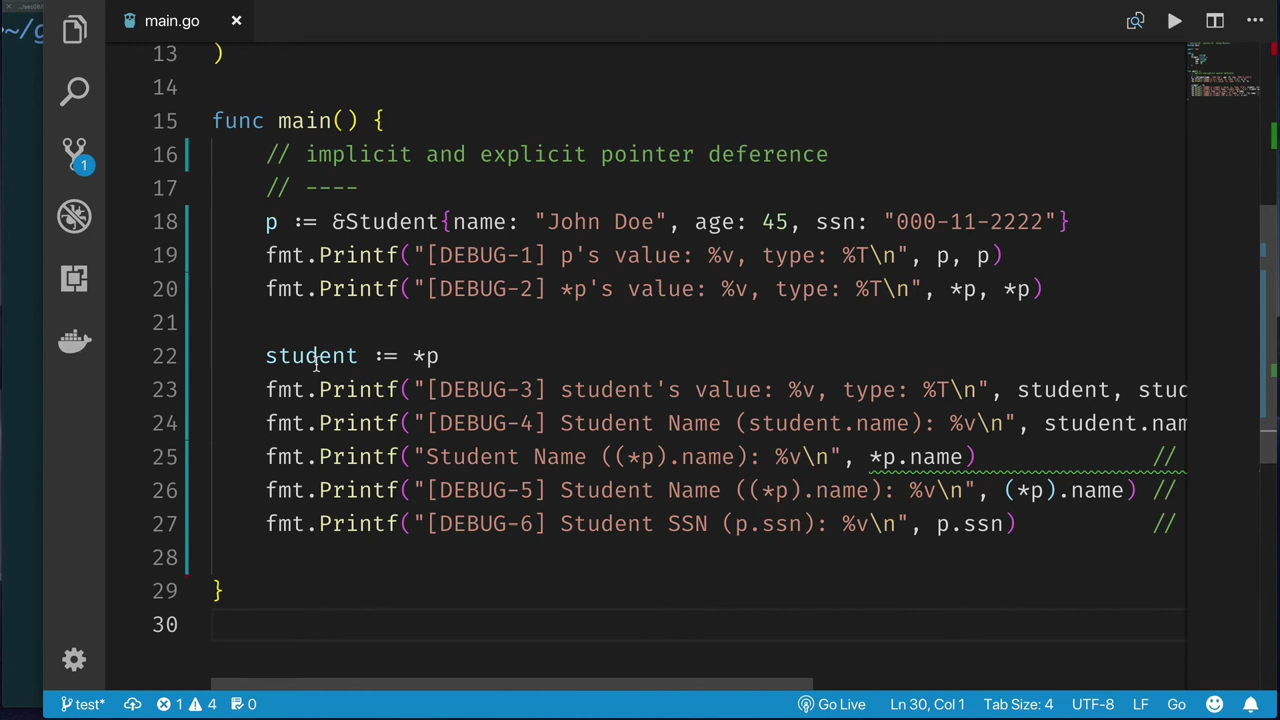 ~/g
main.go
13 )
14
15 func main() {
16 // implicit and explicit pointer deference
17 // ----
18 p := &Student{name: "John Doe", age: 45, ssn: "000-11-2222"}
19 fmt.Printf("[DEBUG-1] p's value: %v, type: %T\n", p, p)
20 fmt.Printf("[DEBUG-2] *p's value: %v, type: %T\n", *p, *p)
21
22 student := *p
23 fmt.Printf("[DEBUG-3] student's value: %v, type: %T\n", student, stud
24 fmt.Printf("[DEBUG-4] Student Name (student.name): %v\n", student.nam
25 fmt.Printf("Student Name ((*p).name): %v\n", *p.name) //
26 fmt.Printf("[DEBUG-5] Student Name ((*p).name): %v\n", (*p).name) //
27 fmt.Printf("[DEBUG-6] Student SSN (p.ssn): %v\n", p.ssn) //
28
29 }
30
1
test* 1 4 0 Go Live Ln 30, Col 1 Tab Size: 4 UTF-8 LF Go